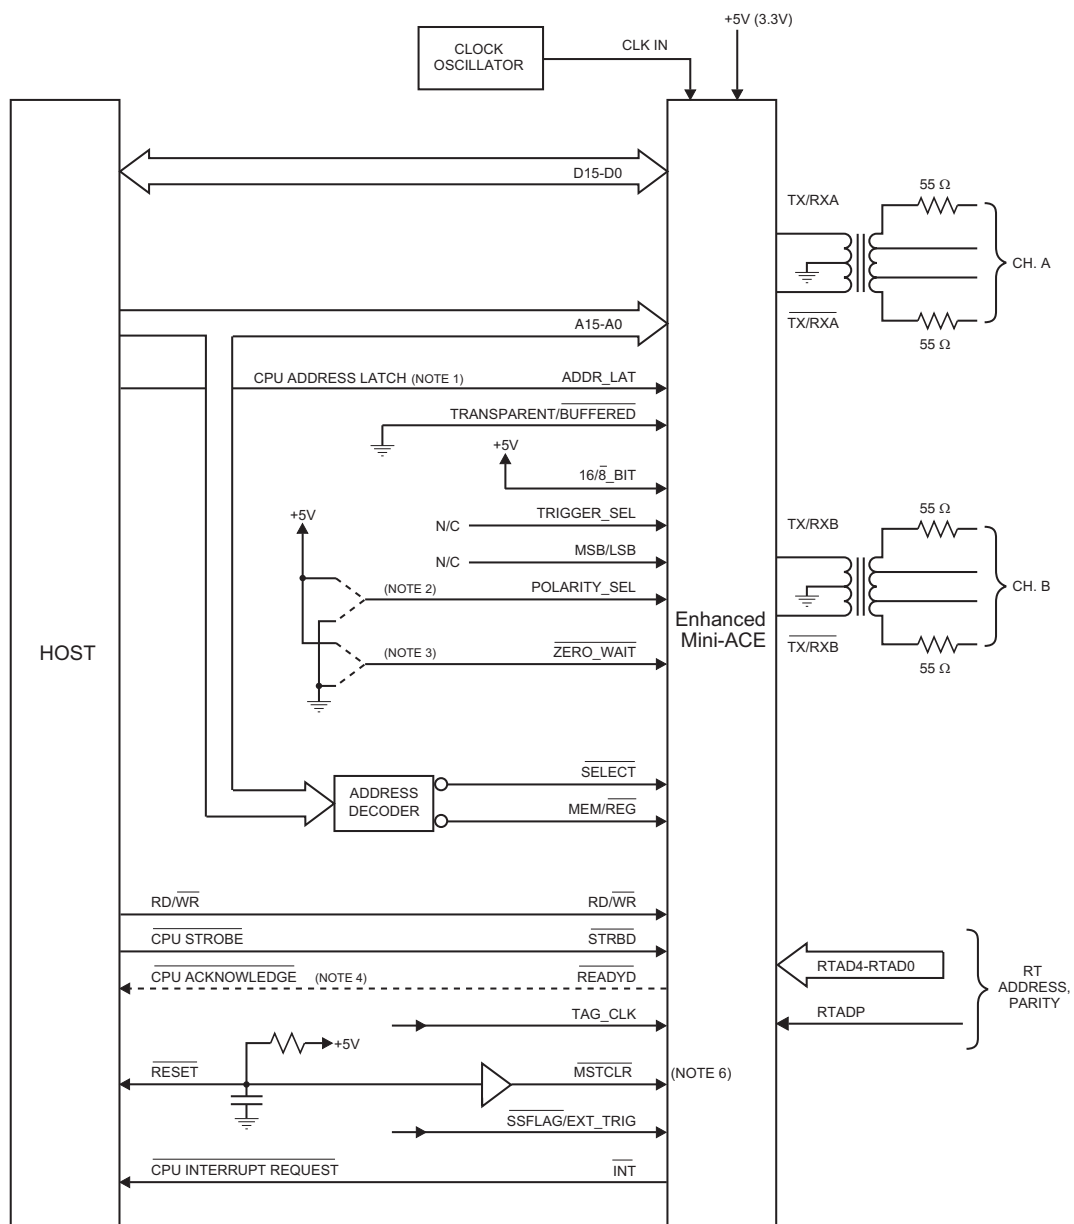 +5V (3.3V)
CLOCK
OSCILLATOR
CLK IN
D15-D0
TX/RXA
55 Ω
CH. A
TX/RXA
55 Ω
A15-A0
CPU ADDRESS LATCH (NOTE 1)
ADDR_LAT
TRANSPARENT/BUFFERED
+5V
16/8_BIT
+5V
N/C
TRIGGER_SEL
N/C
MSB/LSB
(NOTE 2)
POLARITY_SEL
(NOTE 3)
ZERO_WAIT
HOST
Enhanced
Mini-ACE
TX/RXB
55 Ω
CH. B
TX/RXB
55 Ω
ADDRESS
DECODER
SELECT
MEM/REG
RD/WR
RD/WR
CPU STROBE
STRBD
CPU ACKNOWLEDGE (NOTE 4)
READYD
RTAD4-RTAD0
RTADP
RT
ADDRESS,
PARITY
TAG_CLK
+5V
RESET
MSTCLR
(NOTE 6)
SSFLAG/EXT_TRIG
CPU INTERRUPT REQUEST
INT